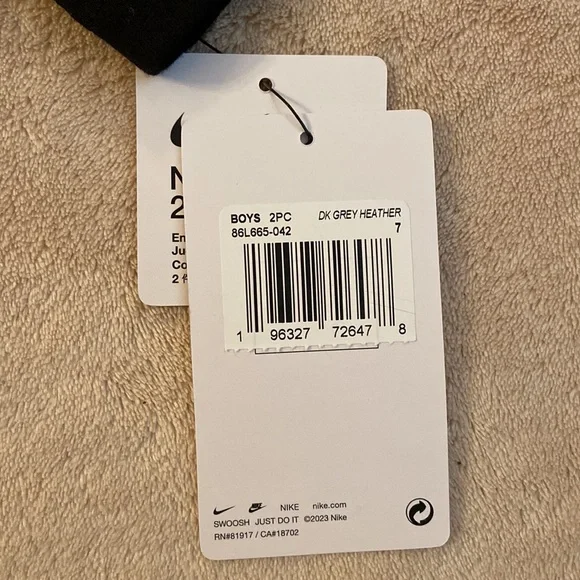 N
2
En
Ju
Co
2 件
BOYS 2PC DK GREY HEATHER
86L665-042 7
1 96327 72647 8
NIKE nike.com
SWOOSH JUST DO IT ©2023 Nike
RN#81917 / CA#18702